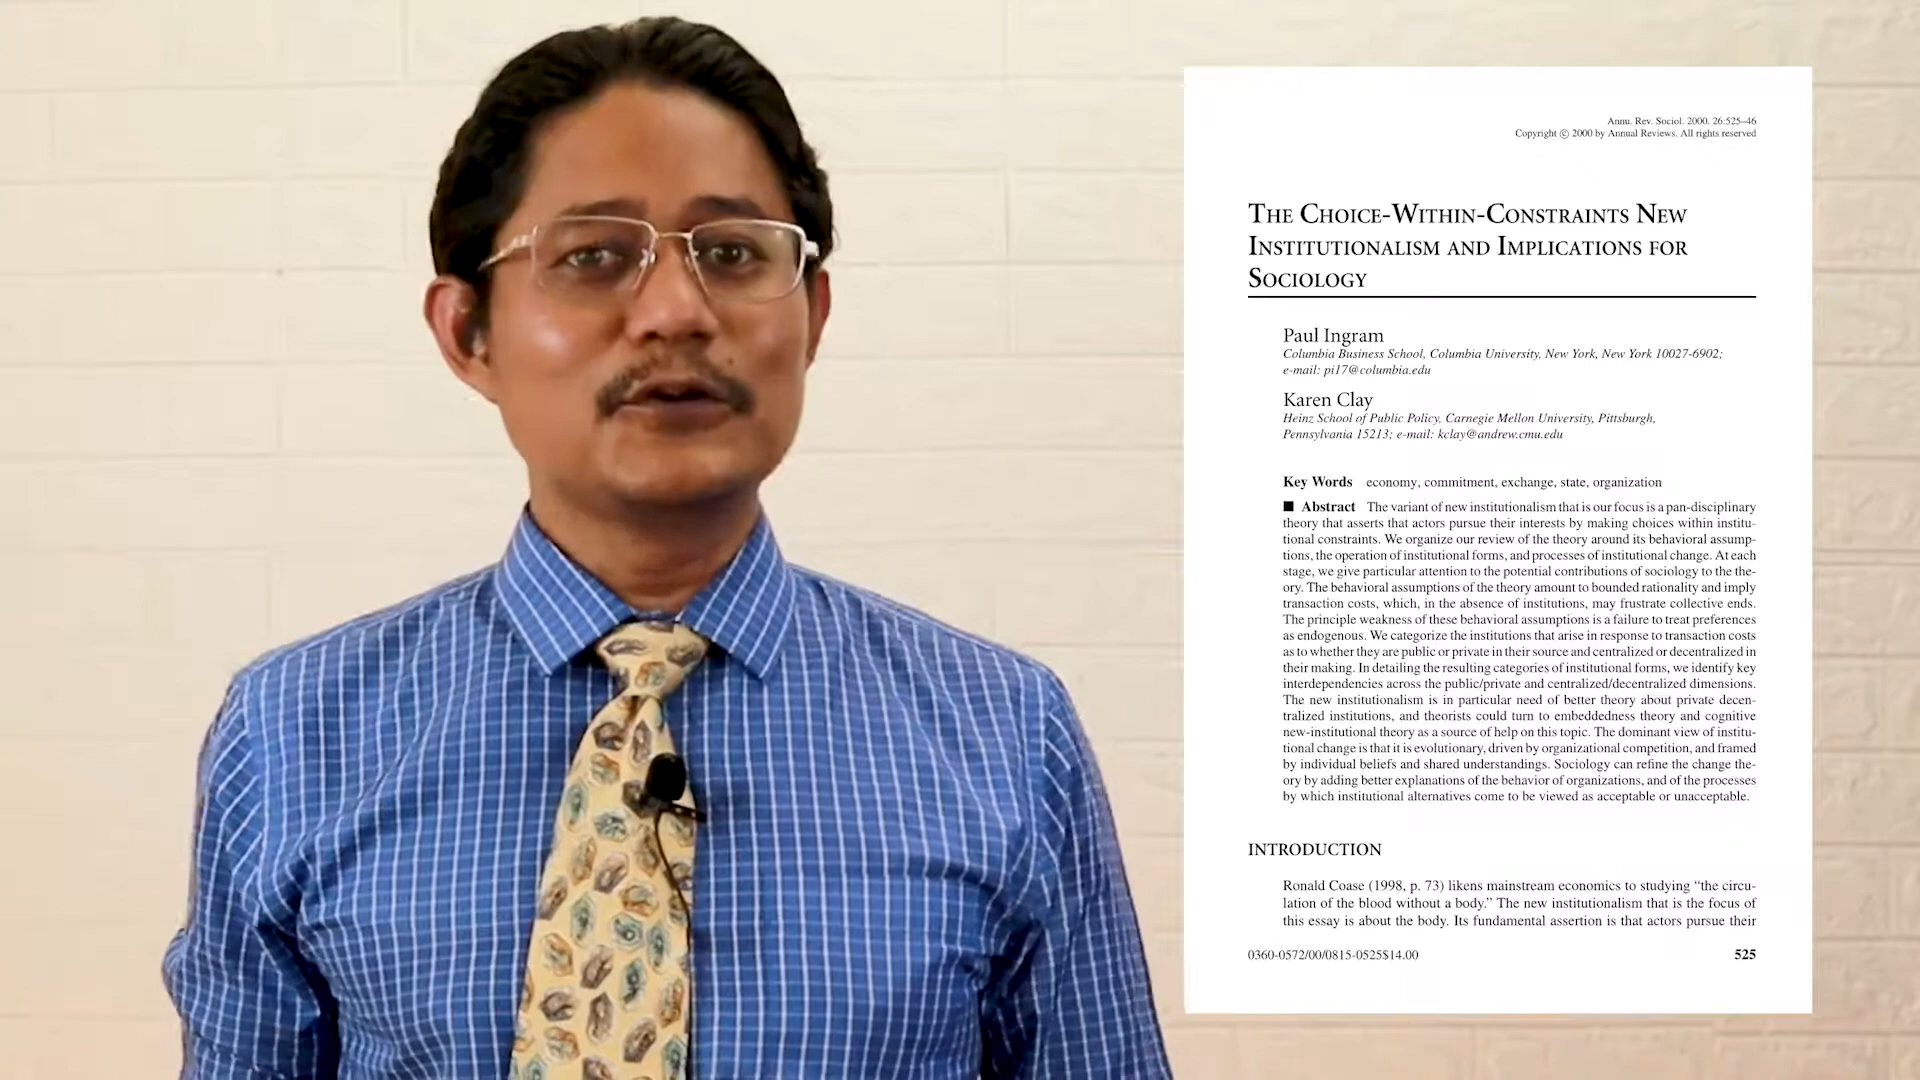 Annu. Rev. Sociol. 2000. 26:525–46
Copyright © 2000 by Annual Reviews. All rights reserved
THE CHOICE-WITHIN-CONSTRAINTS NEW
INSTITUTIONALISM AND IMPLICATIONS FOR
SOCIOLOGY
Paul Ingram
Columbia Business School, Columbia University, New York, New York 10027-6902;
e-mail: pi17@columbia.edu
Karen Clay
Heinz School of Public Policy, Carnegie Mellon University, Pittsburgh,
Pennsylvania 15213; e-mail: kclay@andrew.cmu.edu
Key Words economy, commitment, exchange, state, organization
■ Abstract The variant of new institutionalism that is our focus is a pan-disciplinary
theory that asserts that actors pursue their interests by making choices within institu-
tional constraints. We organize our review of the theory around its behavioral assump-
tions, the operation of institutional forms, and processes of institutional change. At each
stage, we give particular attention to the potential contributions of sociology to the the-
ory. The behavioral assumptions of the theory amount to bounded rationality and imply
transaction costs, which, in the absence of institutions, may frustrate collective ends.
The principle weakness of these behavioral assumptions is a failure to treat preferences
as endogenous. We categorize the institutions that arise in response to transaction costs
as to whether they are public or private in their source and centralized or decentralized in
their making. In detailing the resulting categories of institutional forms, we identify key
interdependencies across the public/private and centralized/decentralized dimensions.
The new institutionalism is in particular need of better theory about private decen-
tralized institutions, and theorists could turn to embeddedness theory and cognitive
new-institutional theory as a source of help on this topic. The dominant view of institu-
tional change is that it is evolutionary, driven by organizational competition, and framed
by individual beliefs and shared understandings. Sociology can refine the change the-
ory by adding better explanations of the behavior of organizations, and of the processes
by which institutional alternatives come to be viewed as acceptable or unacceptable.
INTRODUCTION
Ronald Coase (1998, p. 73) likens mainstream economics to studying “the circu-
lation of the blood without a body.” The new institutionalism that is the focus of
this essay is about the body. Its fundamental assertion is that actors pursue their
0360-0572/00/0815-0525$14.00 525